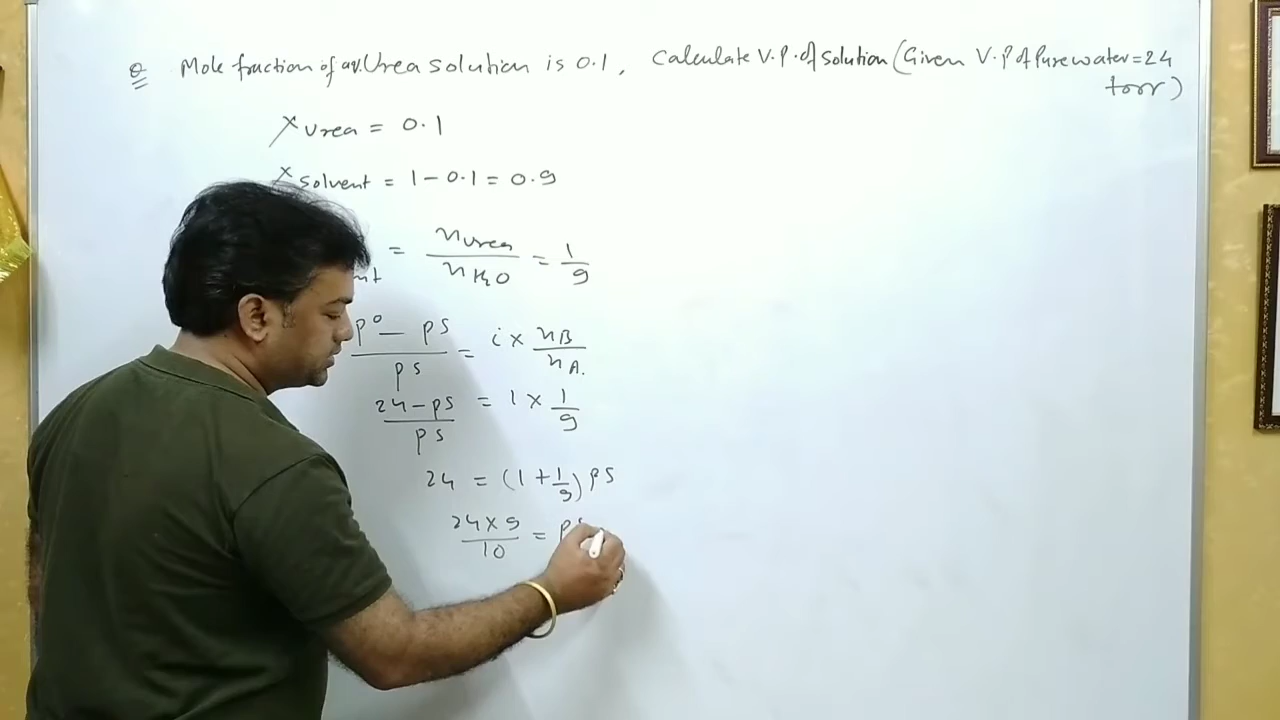 Q Mole fraction of aq. Urea solution is 0.1, Calculate V.P. of Solution (Given V.P of Pure water = 24 torr)
x urea = 0.1
x solvent = 1 - 0.1 = 0.9
nt = n urea / n H2O = 1/9
p° - ps / ps = i × nB / nA.
24 - ps / ps = 1 × 1/9
24 = (1 + 1/9) ps
24 × 9 / 10 = ps